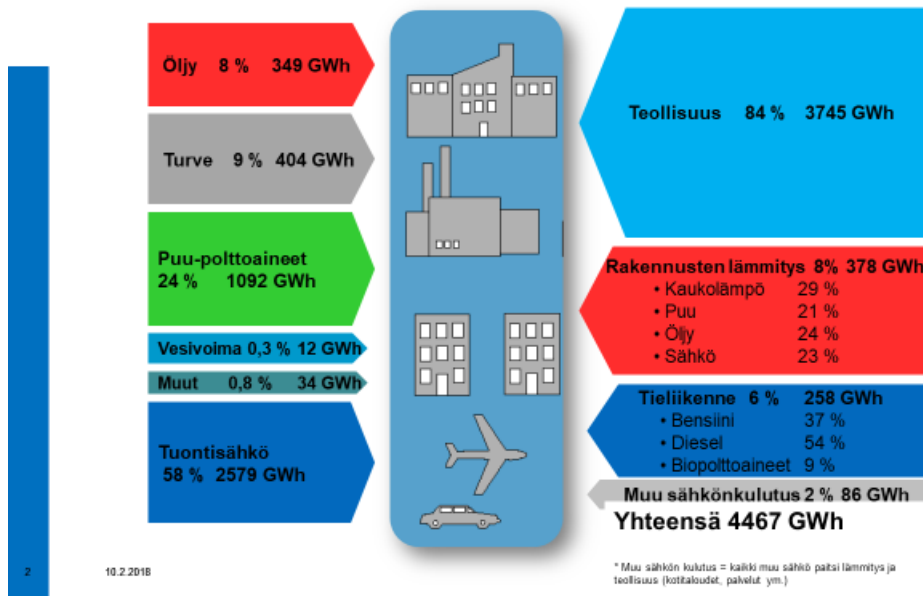 Öljy 8 % 349 GWh
Turve 9 % 404 GWh
Puu-polttoaineet
24 % 1092 GWh
Vesivoima 0,3 % 12 GWh
Muut 0,8 % 34 GWh
Tuontisähkö
58 % 2579 GWh
Teollisuus 84 % 3745 GWh
Rakennusten lämmitys 8% 378 GWh
• Kaukolämpö 29 %
• Puu 21 %
• Öljy 24 %
• Sähkö 23 %
Tieliikenne 6 % 258 GWh
• Bensiini 37 %
• Diesel 54 %
• Biopolttoaineet 9 %
Muu sähkönkulutus 2 % 86 GWh
Yhteensä 4467 GWh
2
10.2.2018
* Muu sähkön kulutus = kaikki muu sähkö paitsi lämmitys ja
teollisuus (kotitaloudet, palvelut ym.)